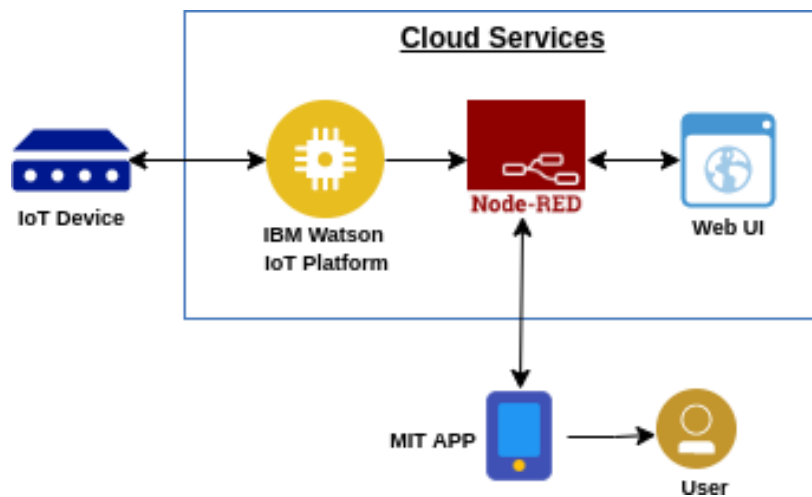 Cloud Services
IoT Device
IBM Watson
IoT Platform
Node-RED
Web UI
MIT APP
User